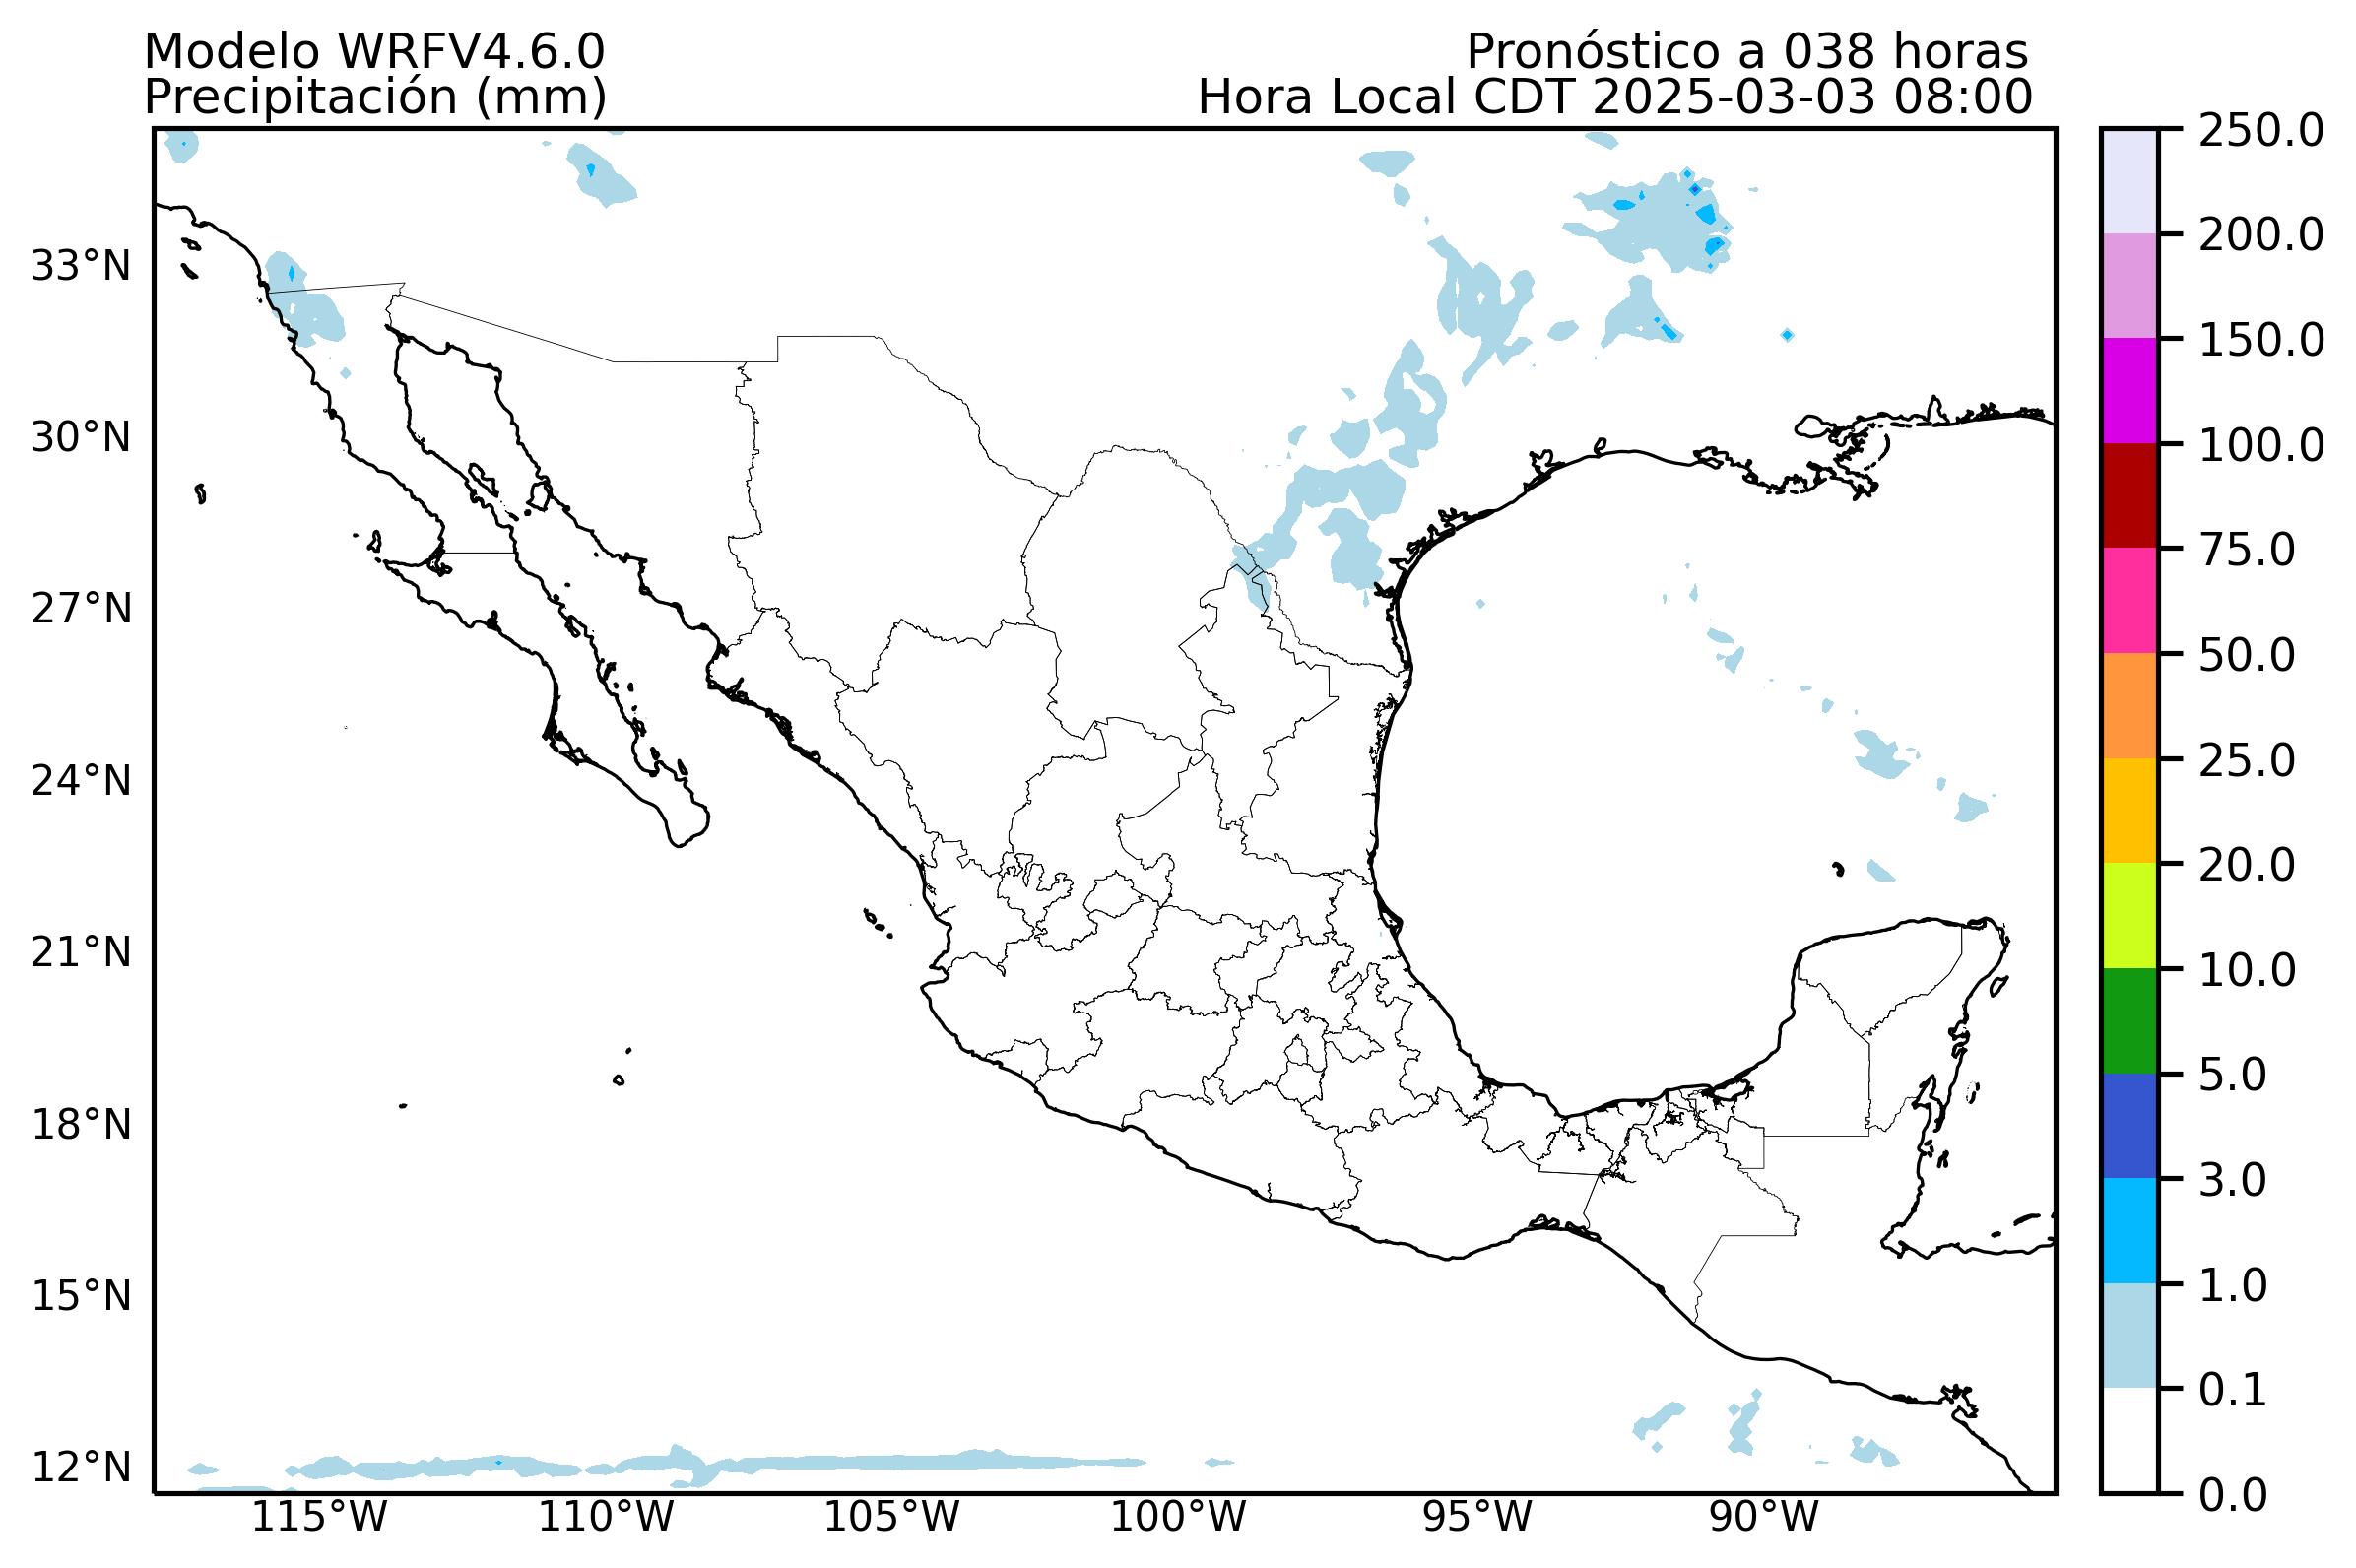 Modelo WRFV4.6.0
Precipitación (mm)
Pronóstico a 038 horas
Hora Local CDT 2025-03-03 08:00
33°N
30°N
27°N
24°N
21°N
18°N
15°N
12°N
115°W
110°W
105°W
100°W
95°W
90°W
250.0
200.0
150.0
100.0
75.0
50.0
25.0
20.0
10.0
5.0
3.0
1.0
0.1
0.0